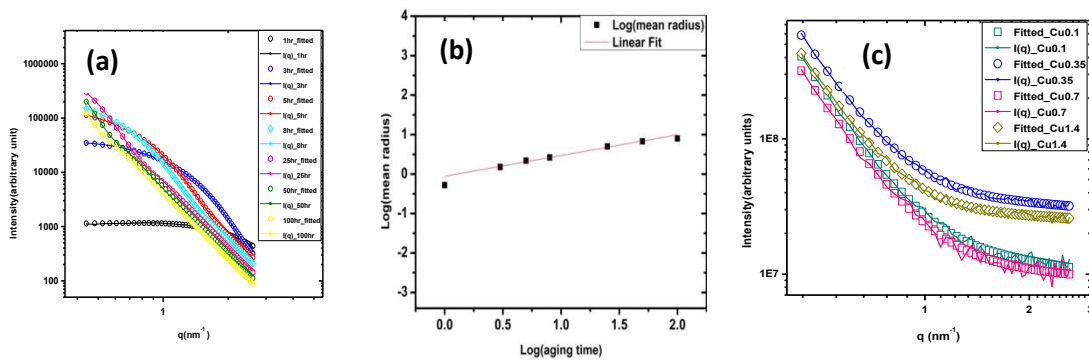 (a)
Intensity(arbitrary unit)
1000000
100000
10000
1000
100
1
q(nm⁻¹)
1hr_fitted
I(q)_1hr
3hr_fitted
I(q)_3hr
5hr_fitted
I(q)_5hr
8hr_fitted
I(q)_8hr
25hr_fitted
I(q)_25hr
50hr_fitted
I(q)_50hr
100hr_fitted
I(q)_100hr
(b)
Log(mean radius)
4
3
2
1
0
-1
-2
-3
0.0
0.5
1.0
1.5
2.0
Log(aging time)
Log(mean radius)
Linear Fit
(c)
Intensity(arbitrary units)
1E8
1E7
1
3
q (nm⁻¹)
Fitted_Cu0.1
I(q)_Cu0.1
Fitted_Cu0.35
I(q)_Cu0.35
Fitted_Cu0.7
I(q)_Cu0.7
Fitted_Cu1.4
I(q)_Cu1.4